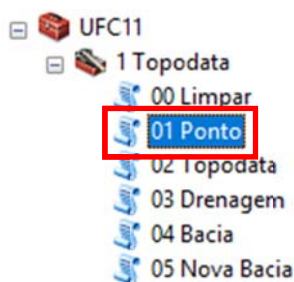 UFC11
1 Topodata
00 Limpar
01 Ponto
02 Topodata
03 Drenagem
04 Bacia
05 Nova Bacia